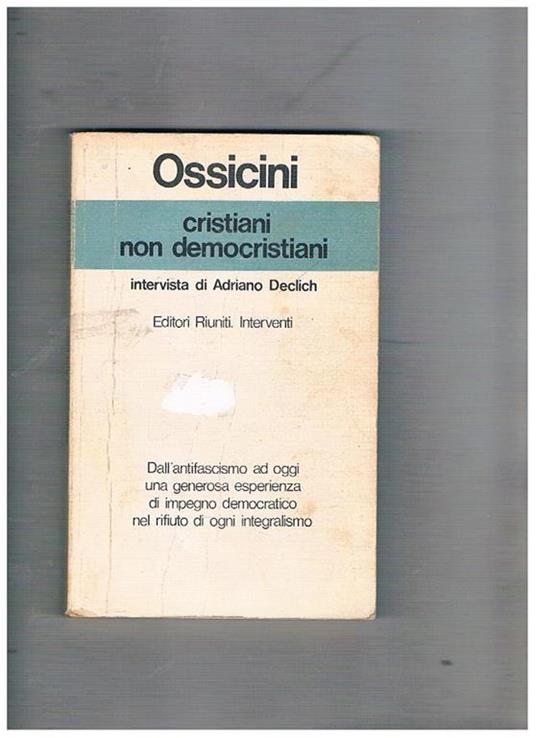 Ossicini
cristiani
non democristiani
intervista di Adriano Declich
Editori Riuniti. Interventi
Dall'antifascismo ad oggi
una generosa esperienza
di impegno democratico
nel rifiuto di ogni integralismo